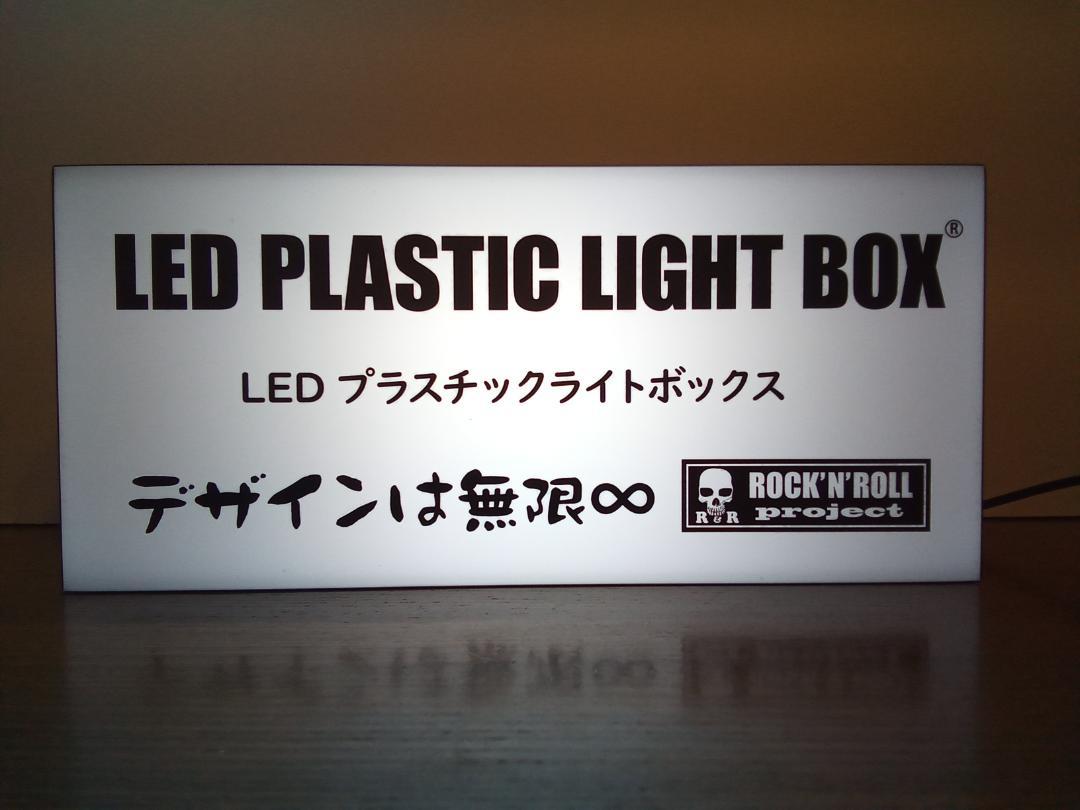 LED PLASTIC LIGHT BOX®
LED プラスチックライトボックス
デザインは無限∞
R&R
ROCK'N'ROLL
project